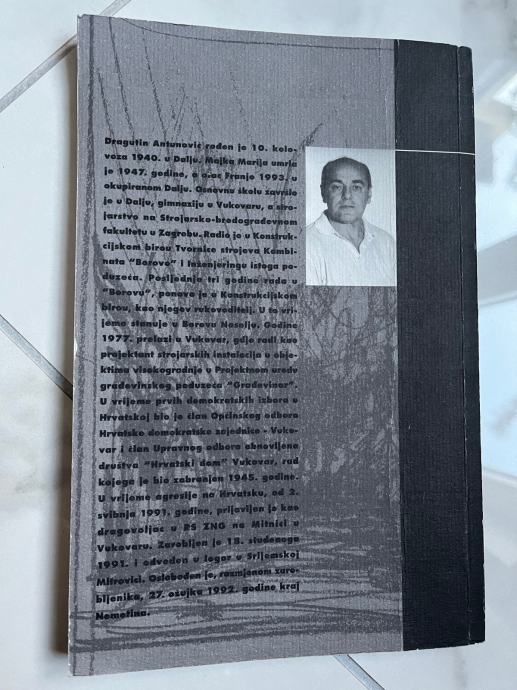 Dragutin Antunović rođen je 10. kolo-
voza 1940. u Dalju. Majka Marija umrla
je 1947. godine, a otac Franjo 1993. u
okupiranom Dalju. Osnovnu školu završio
je u Dalju, gimnaziju u Vukovaru, a stro-
jarstvo na Strojarsko-brodograđevnom
fakultetu u Zagrebu. Radio je u Konstruk-
cijskom birou Tvornice strojeva Kombi-
nata "Borovo" i Inženjeringu istoga po-
duzeća. Posljednje tri godine rada u
"Borovu", ponovo je u Konstrukcijskom
birou, kao njegov rukovoditelj. U to vri-
jeme stanuje u Borovu Naselju. Godine
1977. prelazi u Vukovar, gdje radi kao
projektant strojarskih instalacija u obje-
ktima visokogradnje u Projektnom uredu
građevinskog poduzeća "Građevinar".
U vrijeme prvih demokratskih izbora u
Hrvatskoj bio je član Općinskog odbora
Hrvatske demokratske zajednice - Vuko-
var i član Upravnog odbora obnovljena
društva "Hrvatski dom" Vukovar, rad
kojega je bio zabranjen 1945. godine.
U vrijeme agresije na Hrvatsku, od 2.
svibnja 1991. godine, prijavljen je kao
dragovoljac u PS ZNG na Mitnici u
Vukovaru. Zarobljen je 18. studenoga
1991. i odveden u logor u Srijemskoj
Mitrovici. Oslobođen je, razmjenom zaro-
bljenika, 27. ožujka 1992. godine kraj
Nemetina.